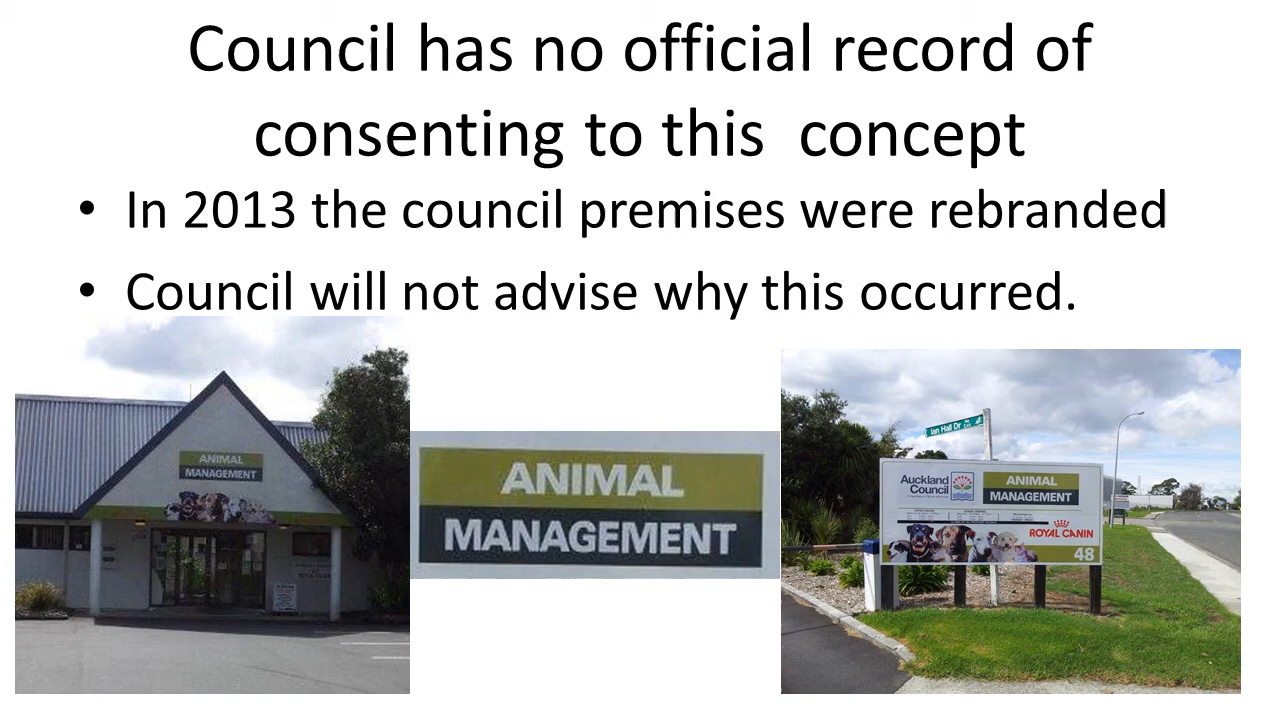 Council has no official record of
consenting to this  concept
• In 2013 the council premises were rebranded
• Council will not advise why this occurred.
ANIMAL
MANAGEMENT
ANIMAL
MANAGEMENT
Ian Hall Dr
Auckland
Council
ANIMAL
MANAGEMENT
ROYAL CANIN
48